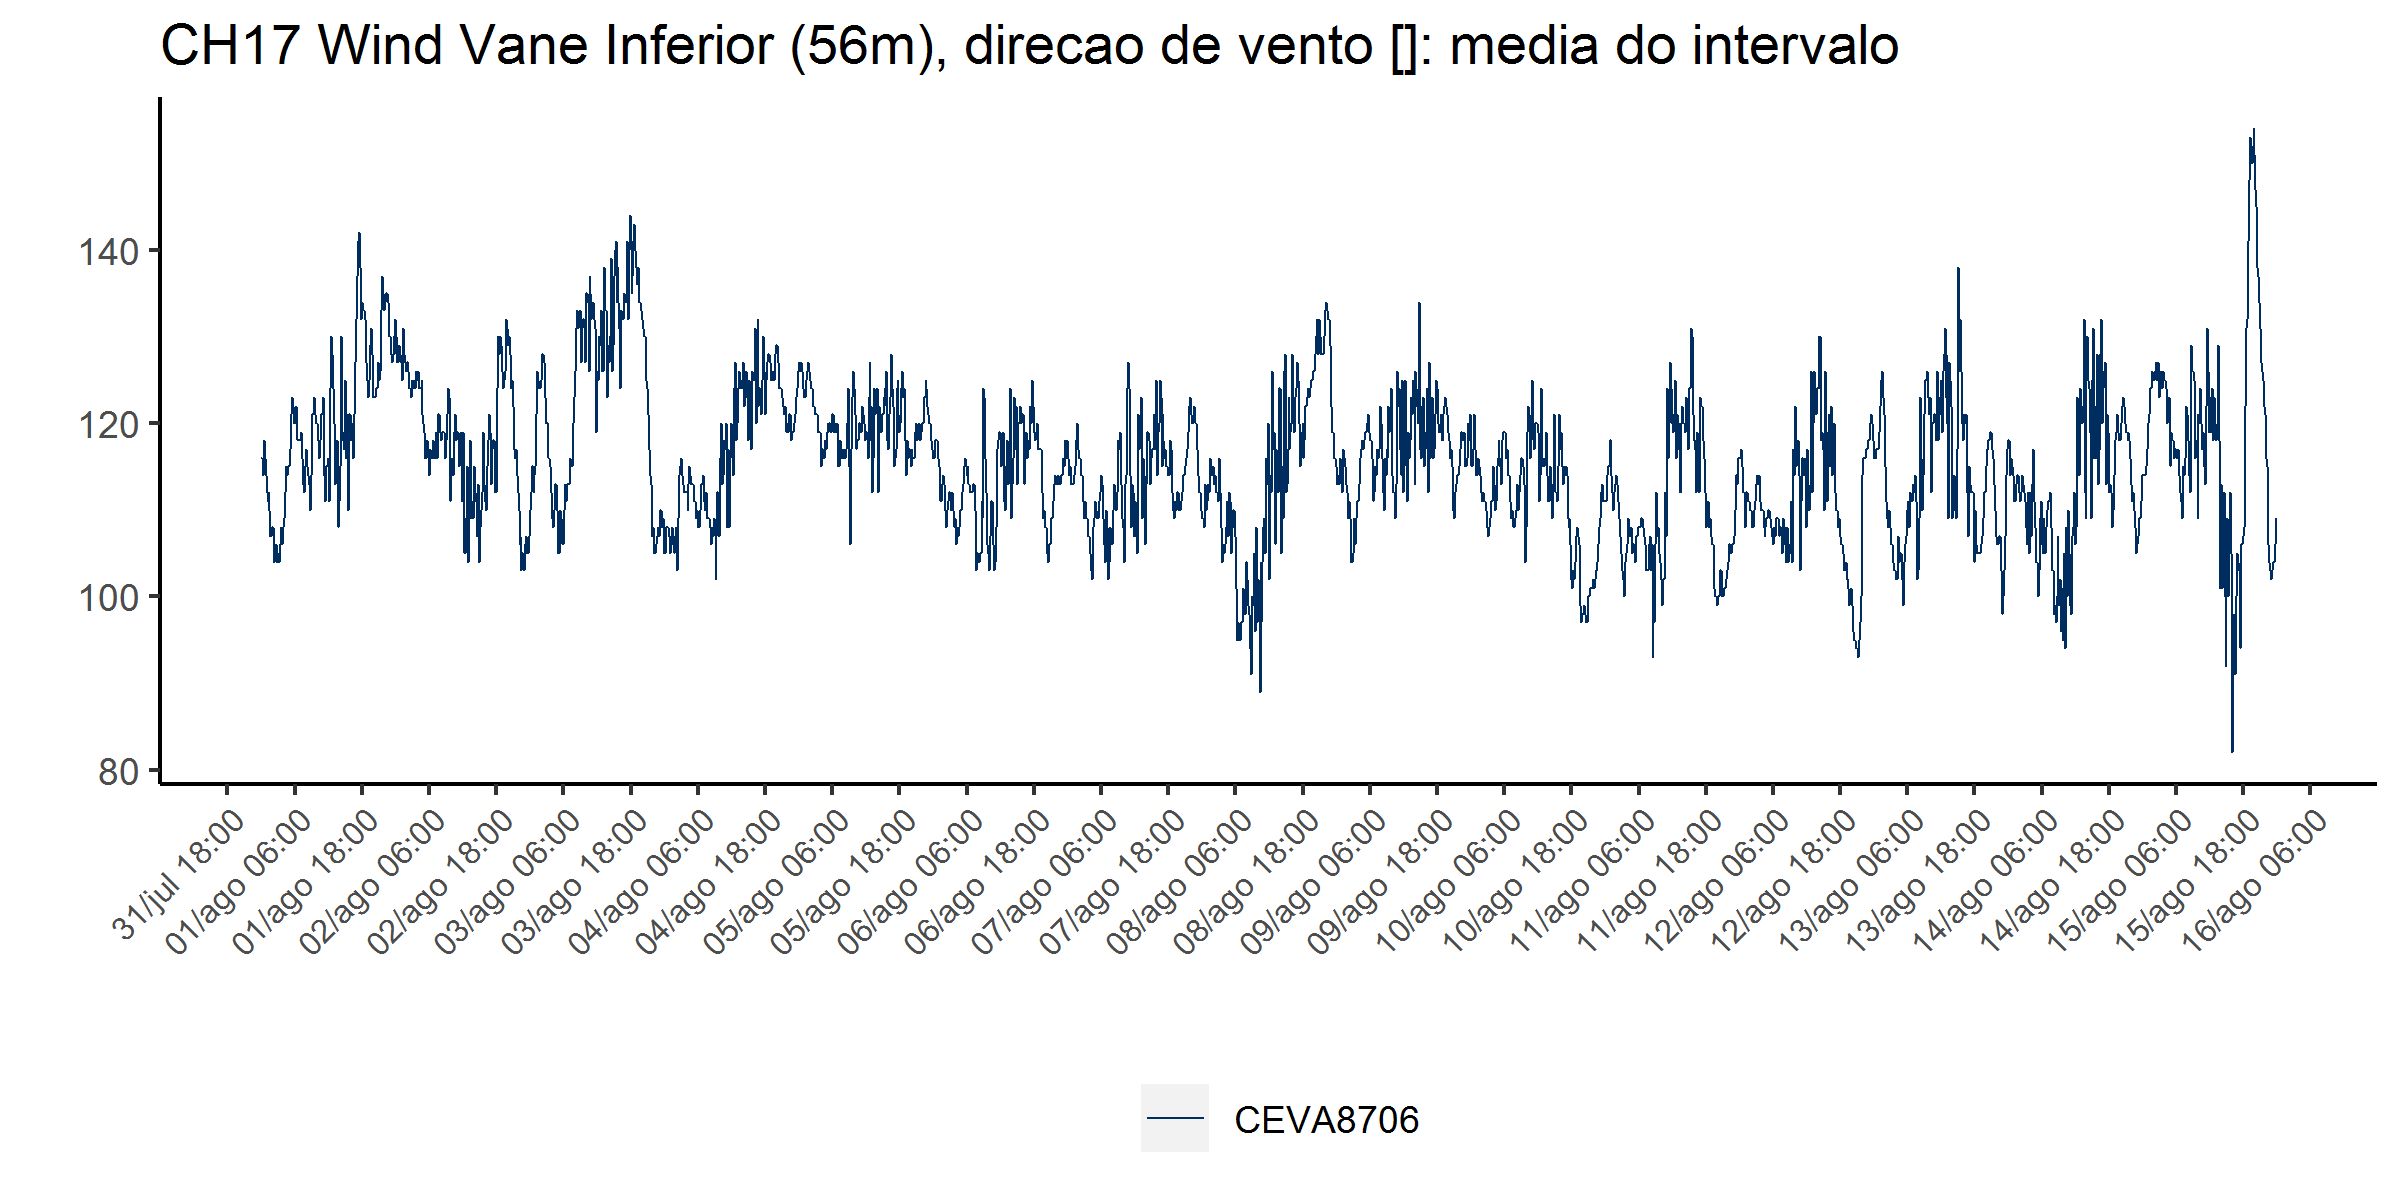 CH17 Wind Vane Inferior (56m), direcao de vento []: media do intervalo
140
120
100
80
31/jul 18:00
01/ago 06:00
01/ago 18:00
02/ago 06:00
02/ago 18:00
03/ago 06:00
03/ago 18:00
04/ago 06:00
04/ago 18:00
05/ago 06:00
05/ago 18:00
06/ago 06:00
06/ago 18:00
07/ago 06:00
07/ago 18:00
08/ago 06:00
08/ago 18:00
09/ago 06:00
09/ago 18:00
10/ago 06:00
10/ago 18:00
11/ago 06:00
11/ago 18:00
12/ago 06:00
12/ago 18:00
13/ago 06:00
13/ago 18:00
14/ago 06:00
14/ago 18:00
15/ago 06:00
15/ago 18:00
16/ago 06:00
CEVA8706